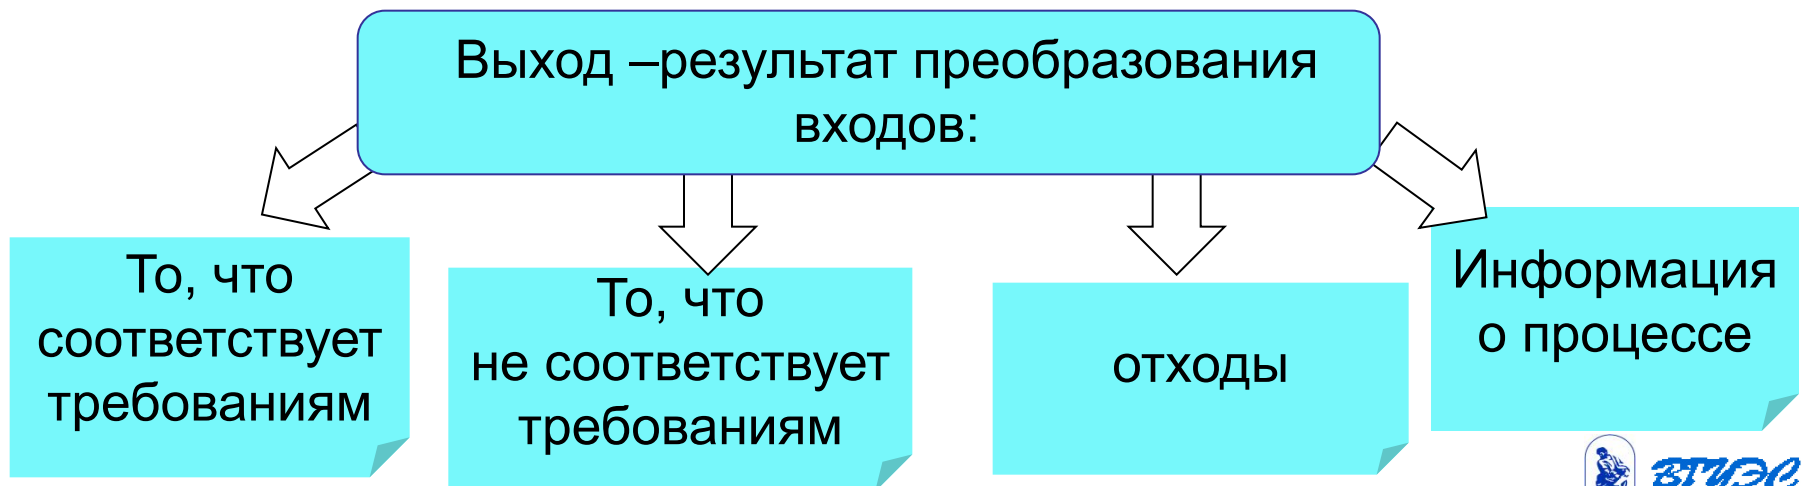 Выход –результат преобразования
входов:
То, что
соответствует
требованиям
То, что
не соответствует
требованиям
отходы
Информация
о процессе
ВГУЭС